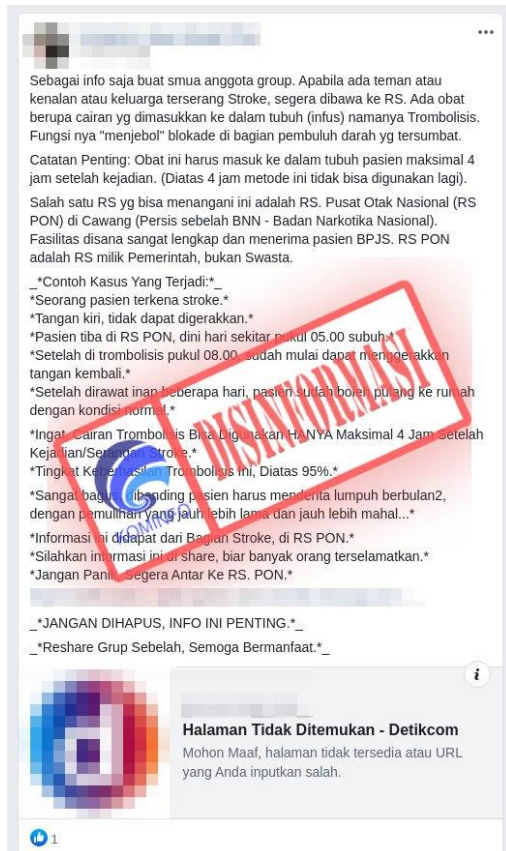 Sebagai info saja buat smua anggota group. Apabila ada teman atau
kenalan atau keluarga terserang Stroke, segera dibawa ke RS. Ada obat
berupa cairan yg dimasukkan ke dalam tubuh (infus) namanya Trombolisis.
Fungsi nya "menjebol" blokade di bagian pembuluh darah yg tersumbat.
Catatan Penting: Obat ini harus masuk ke dalam tubuh pasien maksimal 4
jam setelah kejadian. (Diatas 4 jam metode ini tidak bisa digunakan lagi).
Salah satu RS yg bisa menangani ini adalah RS. Pusat Otak Nasional (RS
PON) di Cawang (Persis sebelah BNN - Badan Narkotika Nasional).
Fasilitas disana sangat lengkap dan menerima pasien BPJS. RS PON
adalah RS milik Pemerintah, bukan Swasta.
_*Contoh Kasus Yang Terjadi:*_
*Seorang pasien terkena stroke.*
*Tangan kiri, tidak dapat digerakkan.*
*Pasien tiba di RS PON, dini hari sekitar pukul 05.00 subuh.*
*Setelah di trombolisis pukul 08.00, sudah mulai dapat menggerakkan
tangan kembali.*
*Setelah dirawat inap beberapa hari, pasien sudah boleh pulang ke rumah
dengan kondisi normal.*
*Ingat, Cairan Trombolisis Bisa Digunakan HANYA Maksimal 4 Jam Setelah
Kejadian/Serangan Stroke.*
*Tingkat Keberhasilan Trombolisis Ini, Diatas 95%.*
*Sangat bagus, dibanding pasien harus menderita lumpuh berbulan2,
dengan pemulihan yang jauh lebih lama dan jauh lebih mahal...*
*Informasi ini didapat dari Bagian Stroke, di RS PON.*
*Silahkan informasi ini di share, biar banyak orang terselamatkan.*
*Jangan Panik, Segera Antar Ke RS. PON.*
_*JANGAN DIHAPUS, INFO INI PENTING.*_
_*Reshare Grup Sebelah, Semoga Bermanfaat.*_
DISINFORMASI
KOMINFO
Halaman Tidak Ditemukan - Detikcom
Mohon Maaf, halaman tidak tersedia atau URL
yang Anda inputkan salah.
1